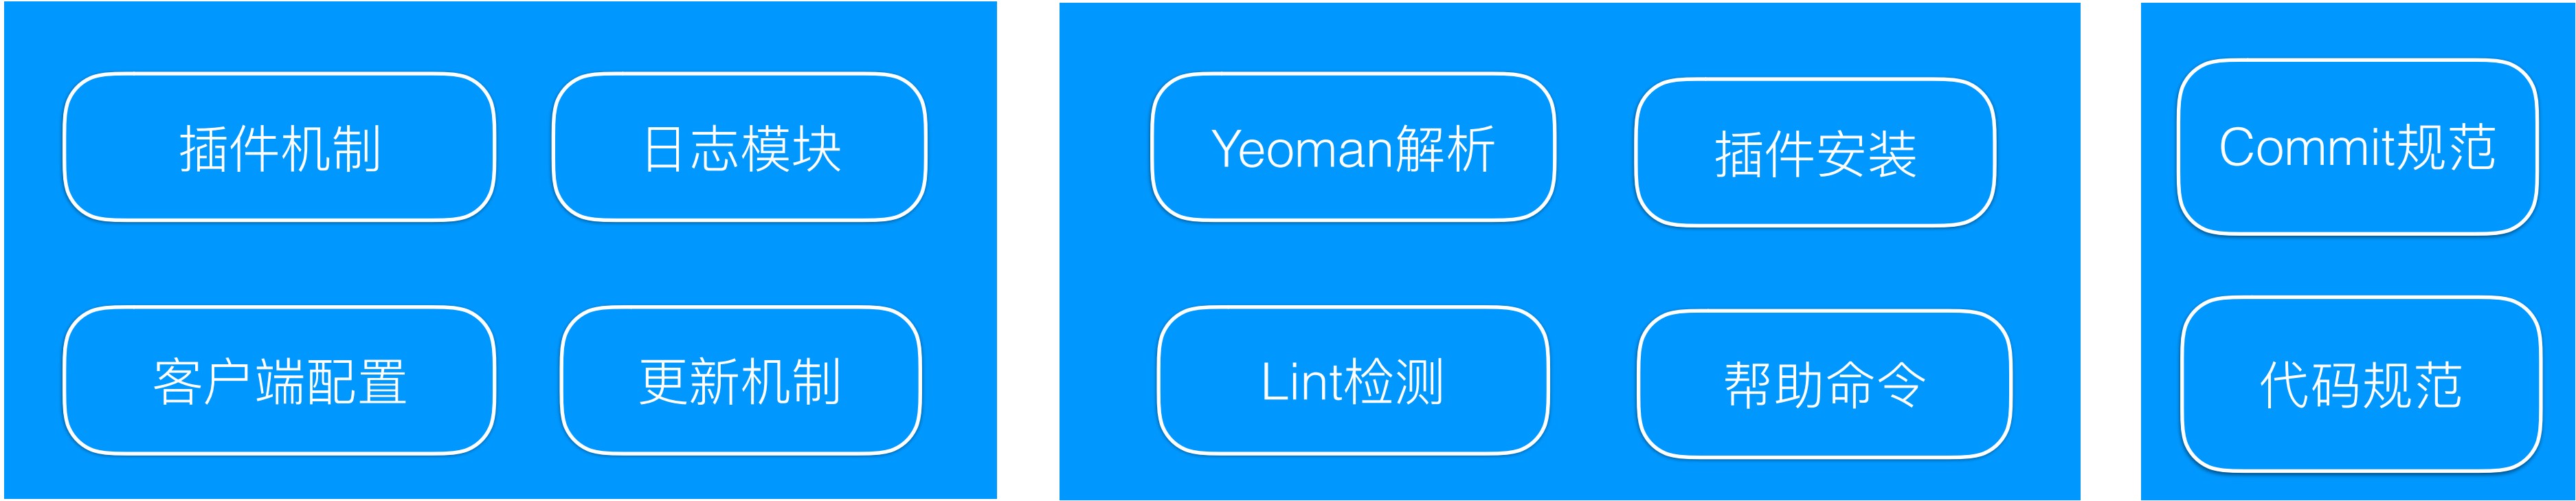 插件机制
日志模块
客户端配置
更新机制
Yeoman解析
插件安装
Lint检测
帮助命令
Commit规范
代码规范